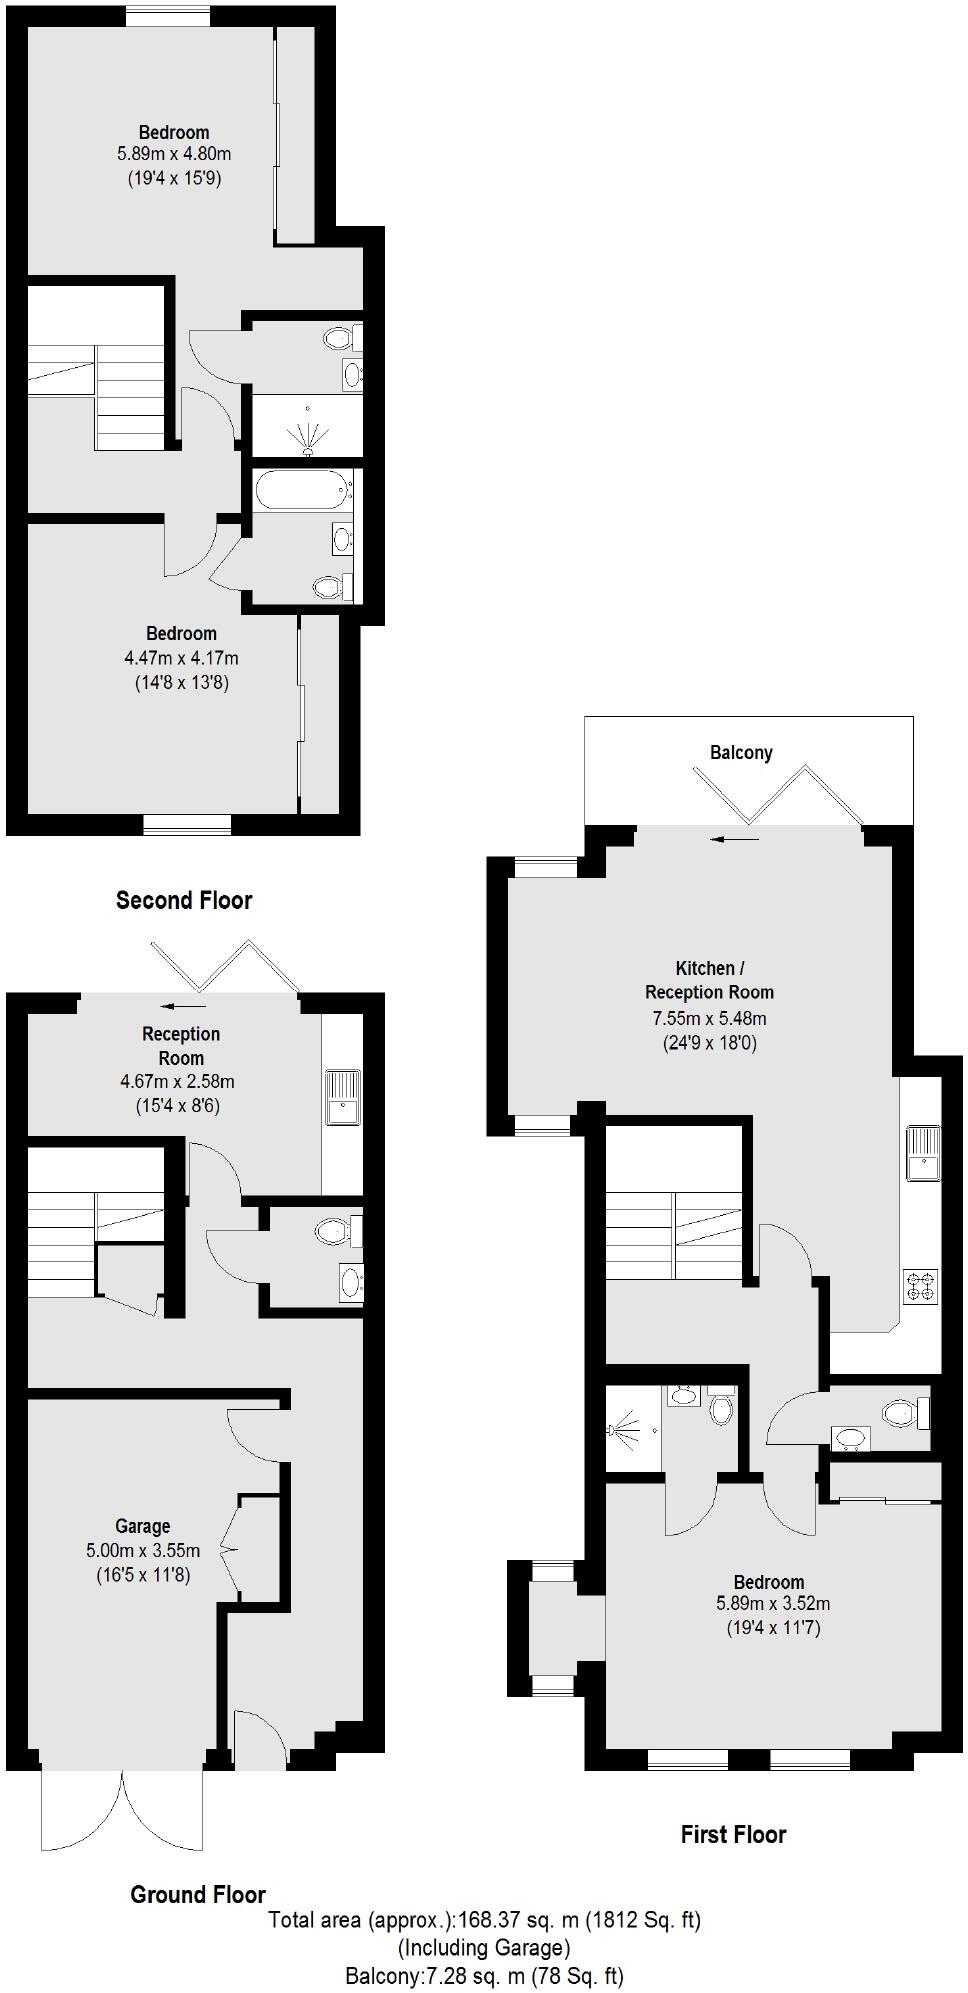 Bedroom
5.89m x 4.80m
(19'4 x 15'9)
Bedroom
4.47m x 4.17m
(14'8 x 13'8)
Second Floor
Balcony
Kitchen /
Reception Room
7.55m x 5.48m
(24'9 x 18'0)
Reception
Room
4.67m x 2.58m
(15'4 x 8'6)
Garage
5.00m x 3.55m
(16'5 x 11'8)
Bedroom
5.89m x 3.52m
(19'4 x 11'7)
First Floor
Ground Floor
Total area (approx.):168.37 sq. m (1812 Sq. ft)
(Including Garage)
Balcony:7.28 sq. m (78 Sq. ft)